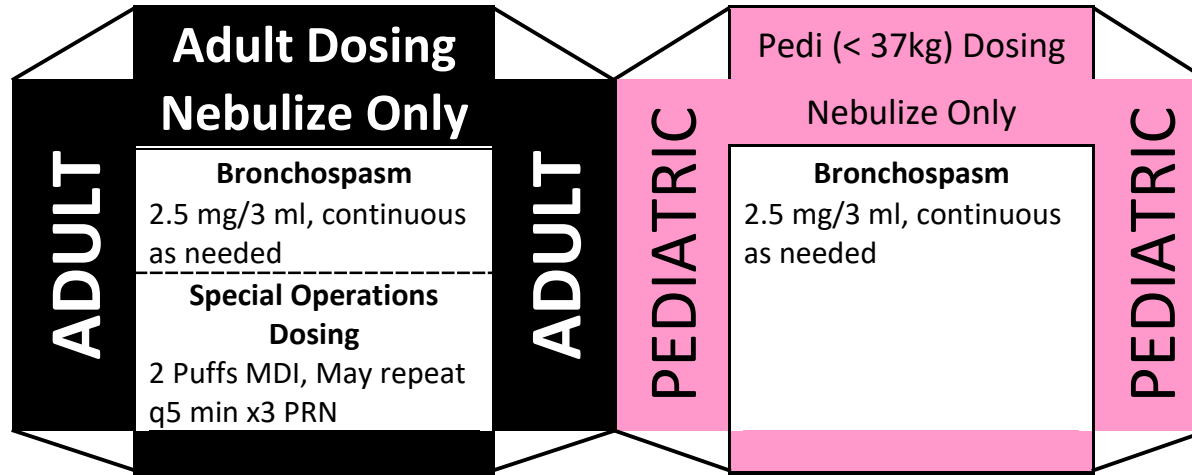 ADULT
Adult Dosing
Nebulize Only
Bronchospasm
2.5 mg/3 ml, continuous
as needed
Special Operations
Dosing
2 Puffs MDI, May repeat
q5 min x3 PRN
ADULT
PEDIATRIC
Pedi (< 37kg) Dosing
Nebulize Only
Bronchospasm
2.5 mg/3 ml, continuous
as needed
PEDIATRIC